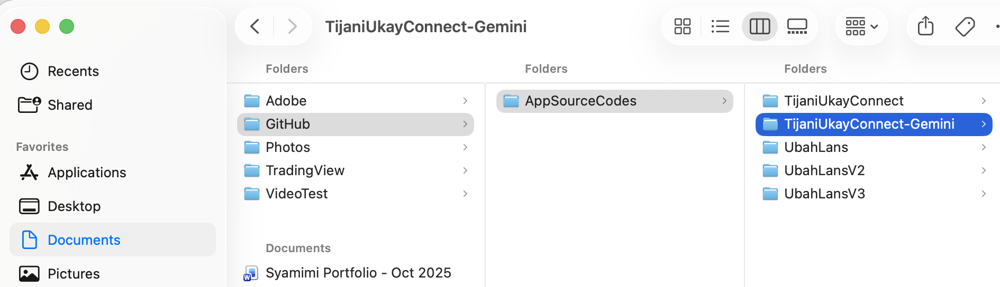 TijaniUkayConnect-Gemini
Recents
Shared
Favorites
Applications
Desktop
Documents
Pictures
Folders
Adobe
GitHub
Photos
TradingView
VideoTest
Documents
Syamimi Portfolio - Oct 2025
Folders
AppSourceCodes
Folders
TijaniUkayConnect
TijaniUkayConnect-Gemini
UbahLans
UbahLansV2
UbahLansV3